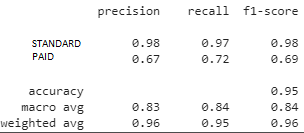 precision recall f1-score
STANDARD 0.98 0.97 0.98
PAID 0.67 0.72 0.69
accuracy 0.95
macro avg 0.83 0.84 0.84
weighted avg 0.96 0.95 0.96